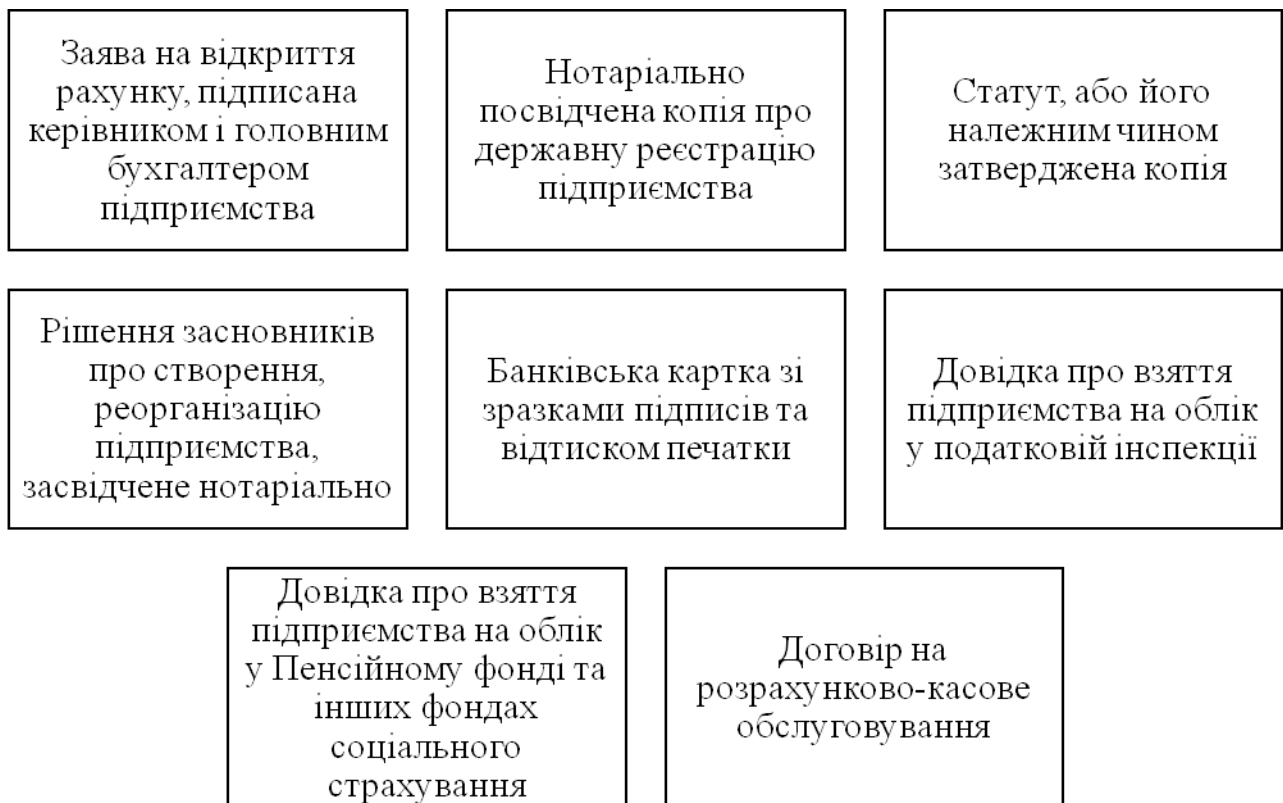 Заява на відкриття
рахунку, підписана
керівником і головним
бухгалтером
підприємства
Нотаріально
посвідчена копія про
державну реєстрацію
підприємства
Статут, або його
належним чином
затверджена копія
Рішення засновників
про створення,
реорганізацію
підприємства,
засвідчене нотаріально
Банківська картка зі
зразками підписів та
відтиском печатки
Довідка про взяття
підприємства на облік
у податковій інспекції
Довідка про взяття
підприємства на облік
у Пенсійному фонді та
інших фондах
соціального
страхування
Договір на
розрахунково-касове
обслуговування